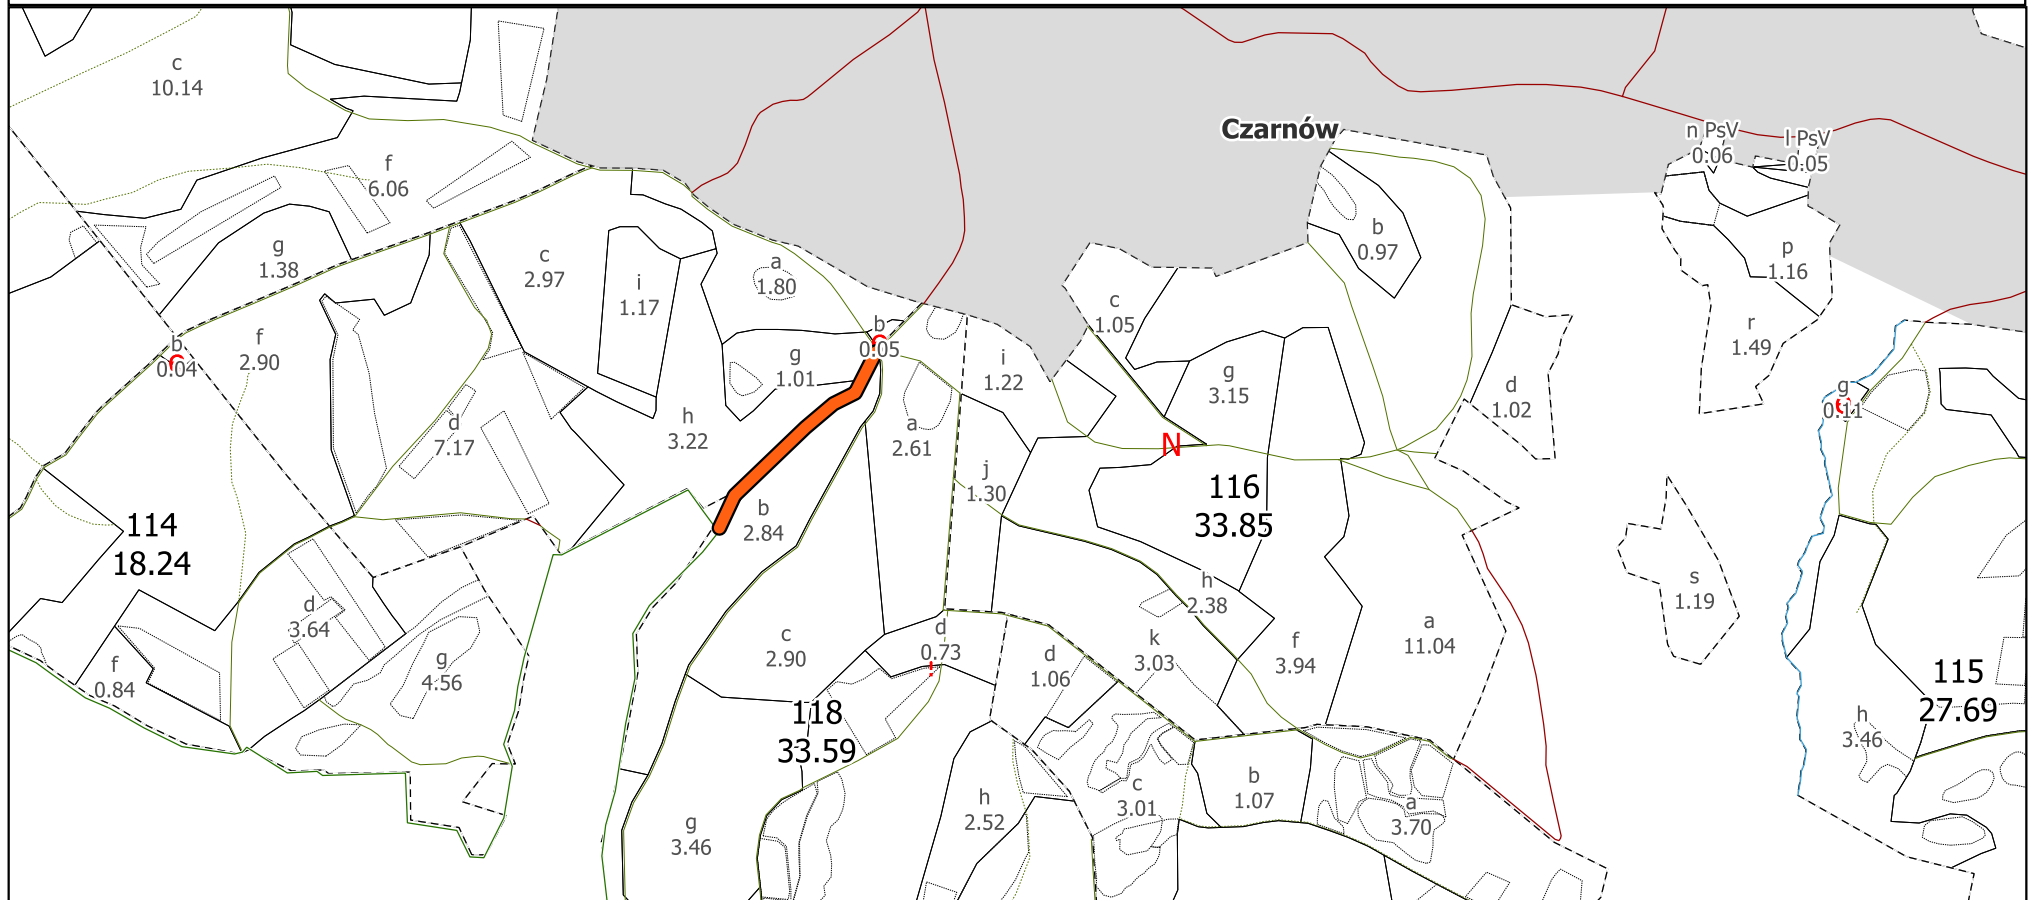 c
10.14
Czarnów
n PsV
0.06
l PsV
0.05
f
6.06
b
0.97
g
1.38
c
2.97
i
1.17
a
1.80
p
1.16
c
1.05
r
1.49
b
0.04
f
2.90
b
0.05
g
1.01
i
1.22
g
3.15
d
1.02
g
0.11
d
7.17
h
3.22
a
2.61
N
j
1.30
116
33.85
114
18.24
b
2.84
d
3.64
h
2.38
s
1.19
c
2.90
d
0.73
k
3.03
f
3.94
a
11.04
f
0.84
g
4.56
d
1.06
115
27.69
118
33.59
h
3.46
c
3.01
b
1.07
a
3.70
g
3.46
h
2.52